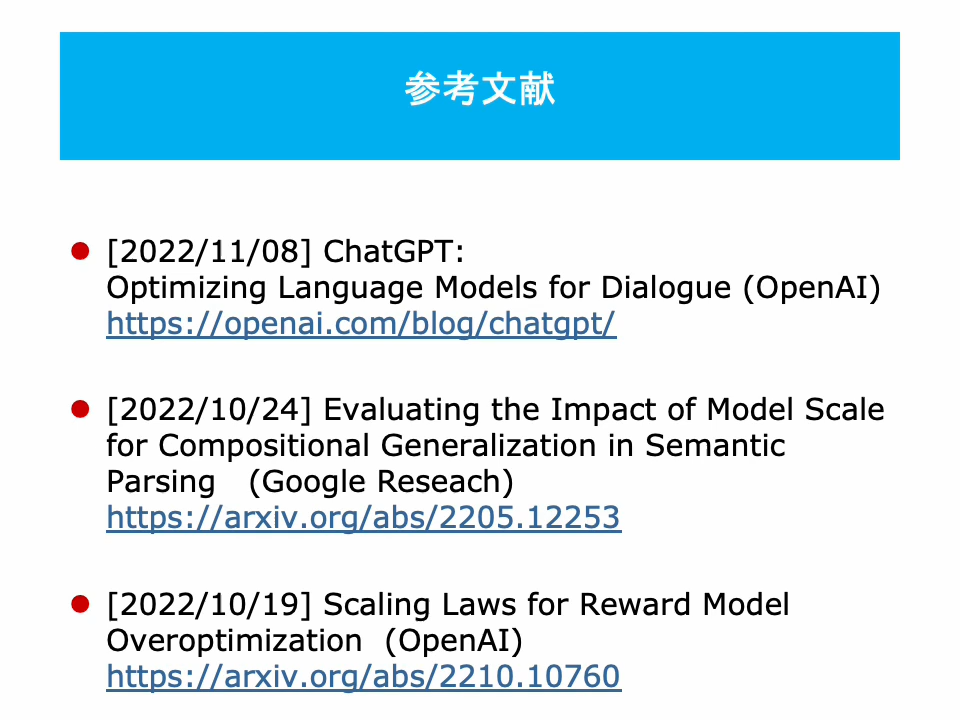 参考文献
[2022/11/08] ChatGPT:
Optimizing Language Models for Dialogue (OpenAI)
https://openai.com/blog/chatgpt/
[2022/10/24] Evaluating the Impact of Model Scale
for Compositional Generalization in Semantic
Parsing (Google Reseach)
https://arxiv.org/abs/2205.12253
[2022/10/19] Scaling Laws for Reward Model
Overoptimization (OpenAI)
https://arxiv.org/abs/2210.10760